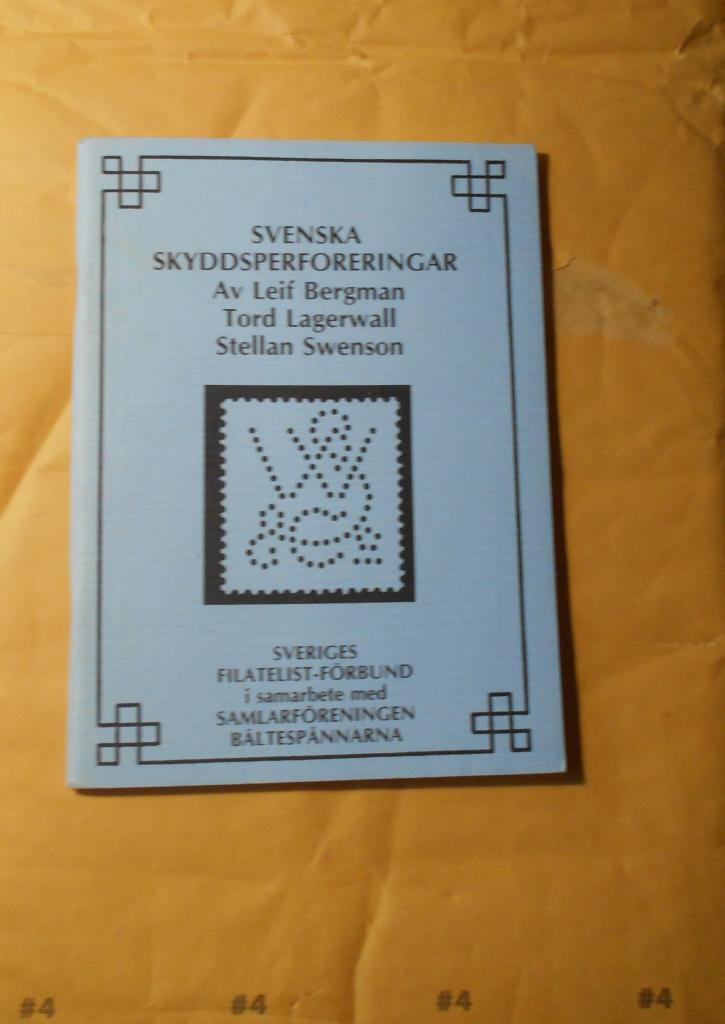 SVENSKA
SKYDDSPERFORERINGAR
Av Leif Bergman
Tord Lagerwall
Stellan Swenson
SVERIGES
FILATELIST-FÖRBUND
i samarbete med
SAMLARFÖRENINGEN
BÄLTESPÄNNARNA
#4 #4 #4 #4